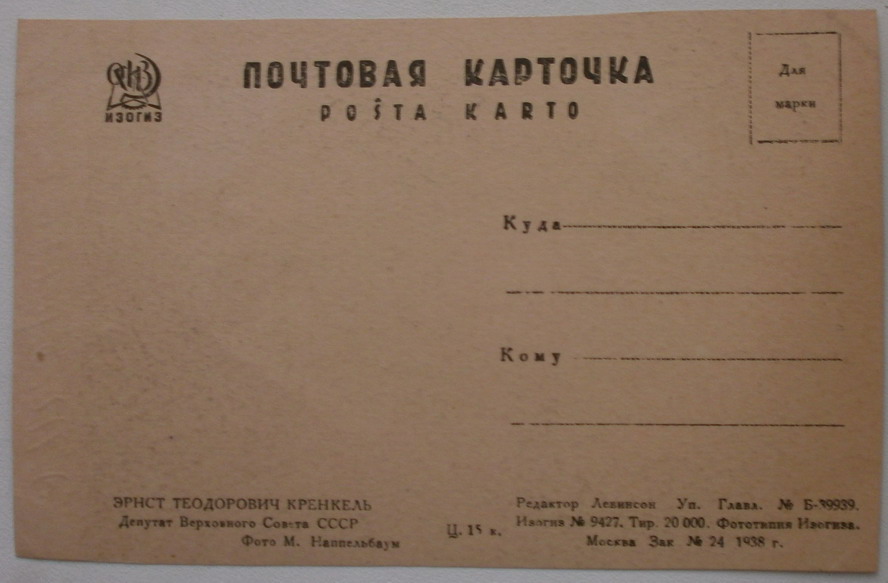 ИЗОГИЗ
ПОЧТОВАЯ КАРТОЧКА
POŜTA KARTO
Для
марки
Куда
Кому
ЭРНСТ ТЕОДОРОВИЧ КРЕНКЕЛЬ
Депутат Верховного Совета СССР
Фото М. Наппельбаум
Ц. 15 к.
Редактор Левинсон Уп. Главл. № Б-39939.
Изогиз № 9427. Тир. 20 000. Фототипия Изогиза.
Москва Зак № 24 1938 г.